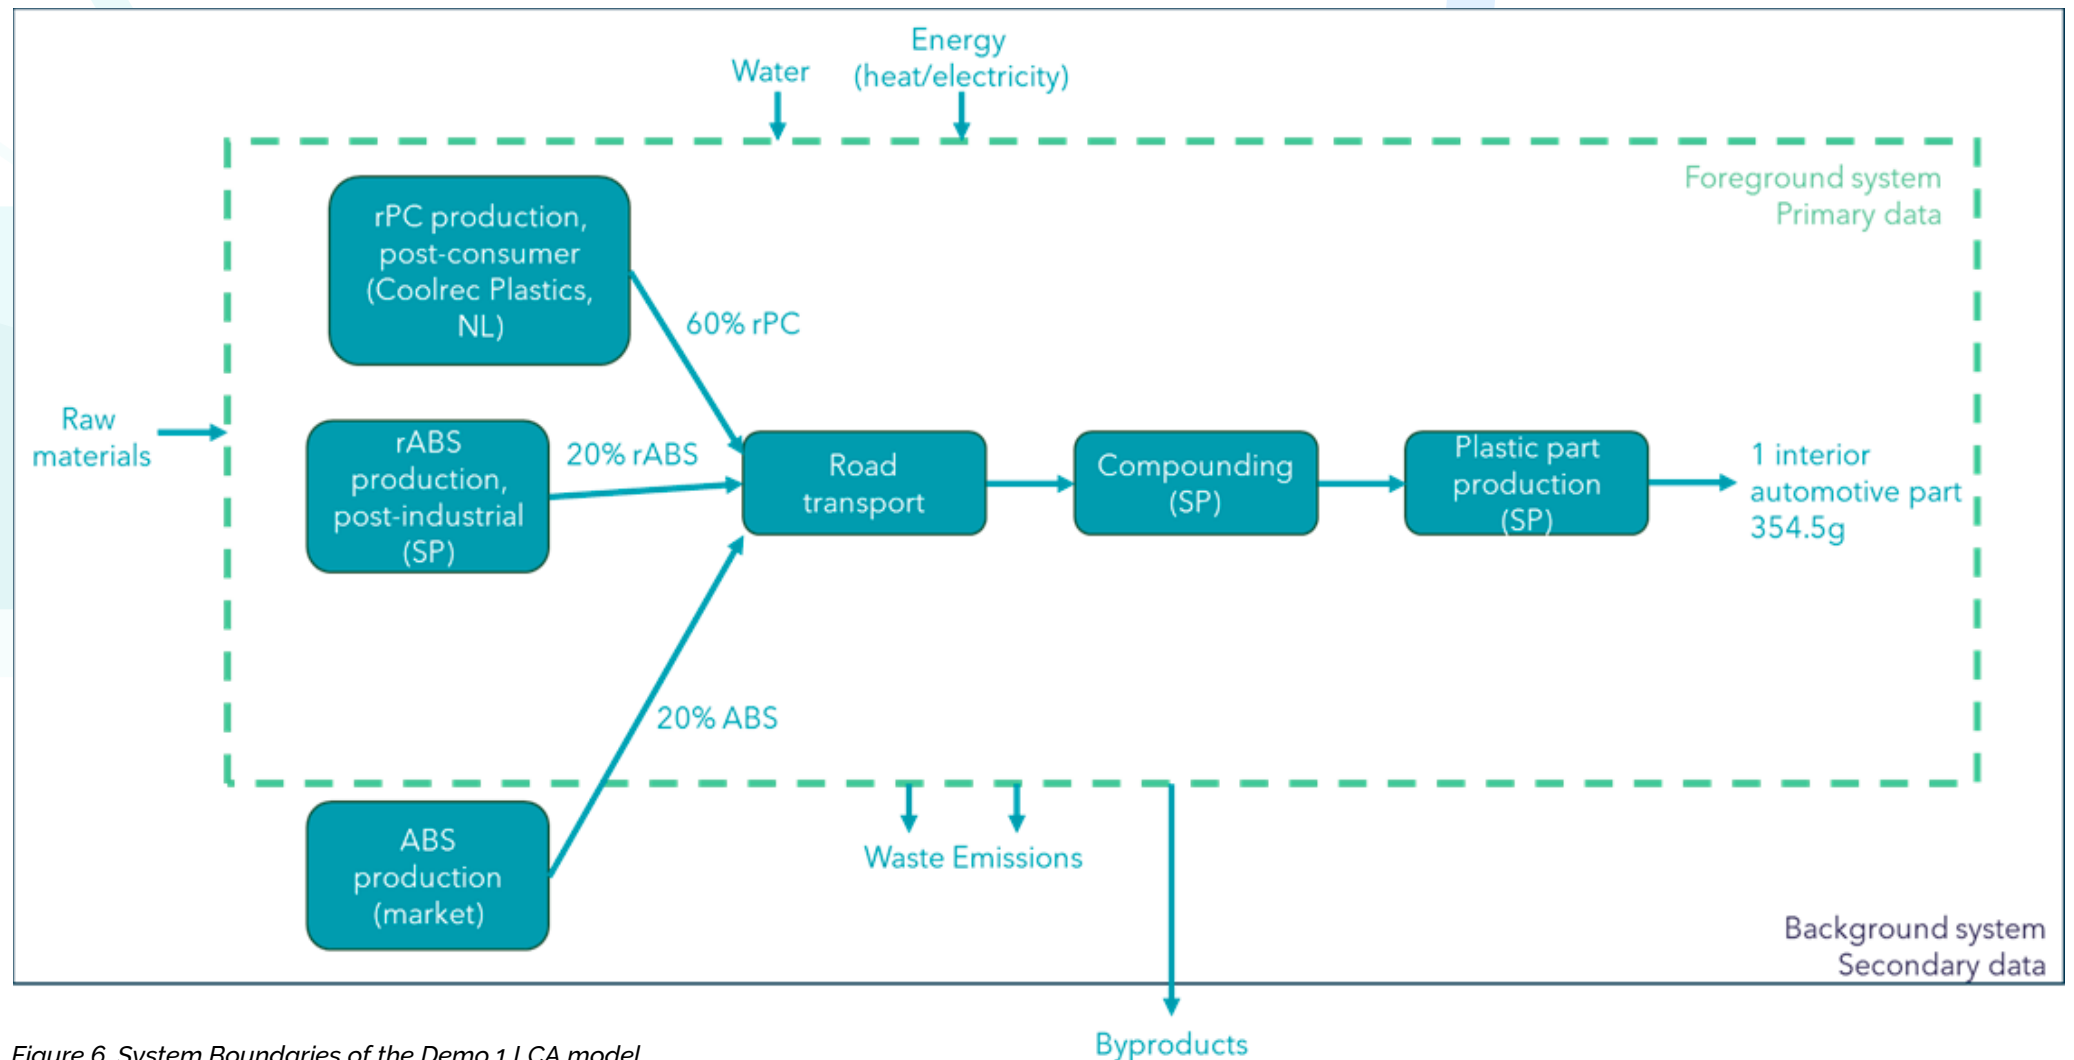 Energy
(heat/electricity)
Water
Foreground system
Primary data
rPC production,
post-consumer
(Coolrec Plastics,
NL)
60% rPC
Raw
materials
rABS
production,
post-industrial
(SP)
20% rABS
Road
transport
Compounding
(SP)
Plastic part
production
(SP)
1 interior
automotive part
354.5g
20% ABS
ABS
production
(market)
Waste Emissions
Background system
Secondary data
Byproducts
Figure 6. System Boundaries of the Demo 1 LCA model